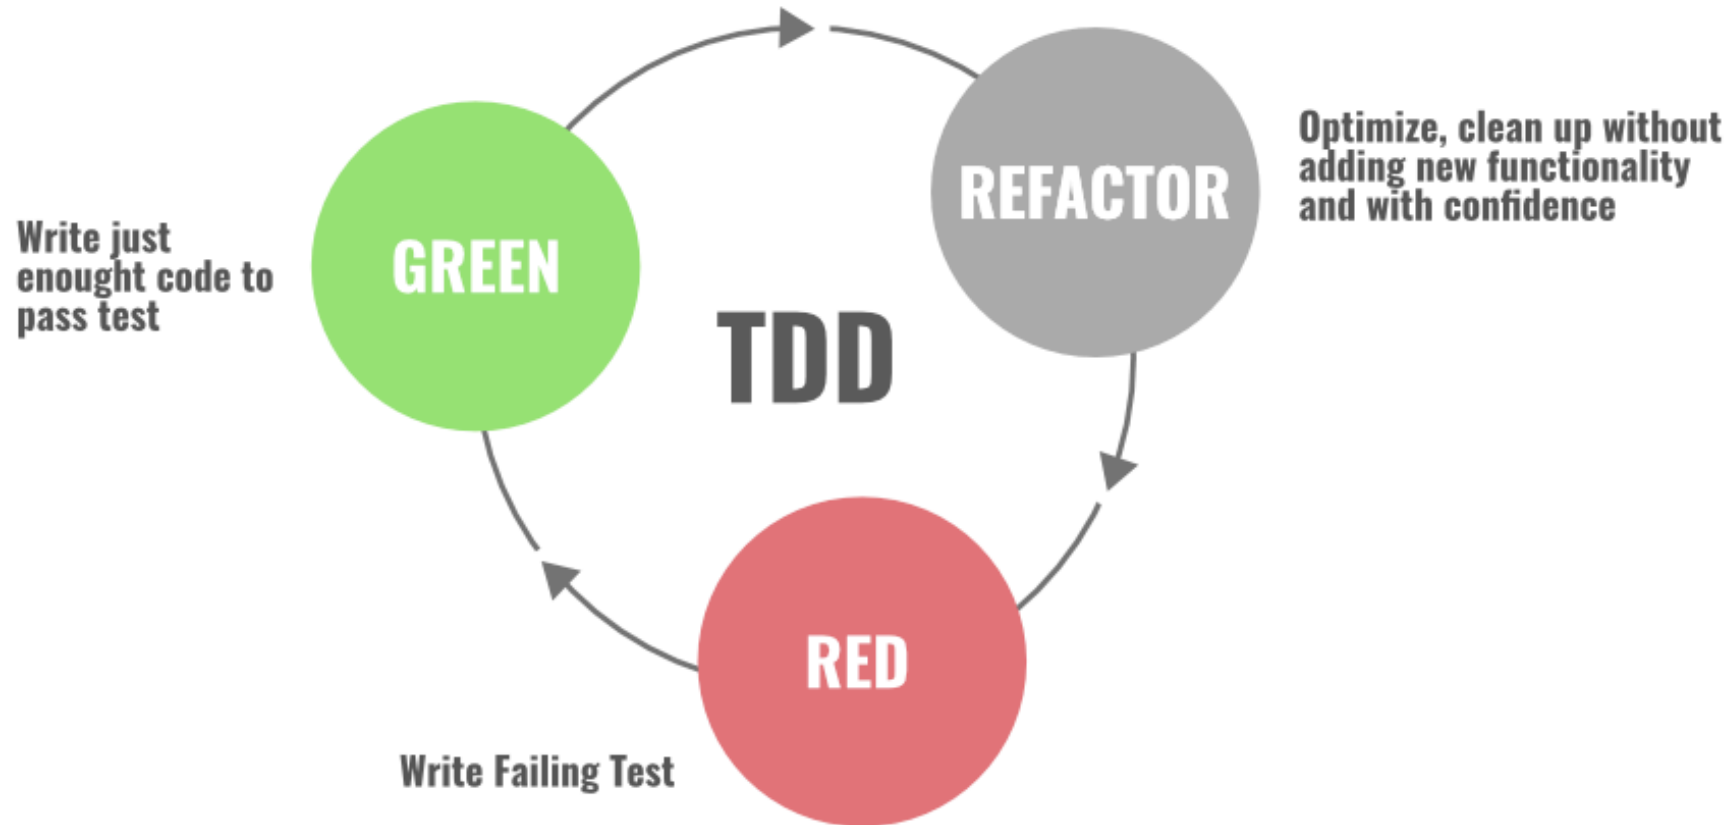 REFACTOR
Optimize, clean up without
adding new functionality
and with confidence
GREEN
Write just
enought code to
pass test
TDD
RED
Write Failing Test